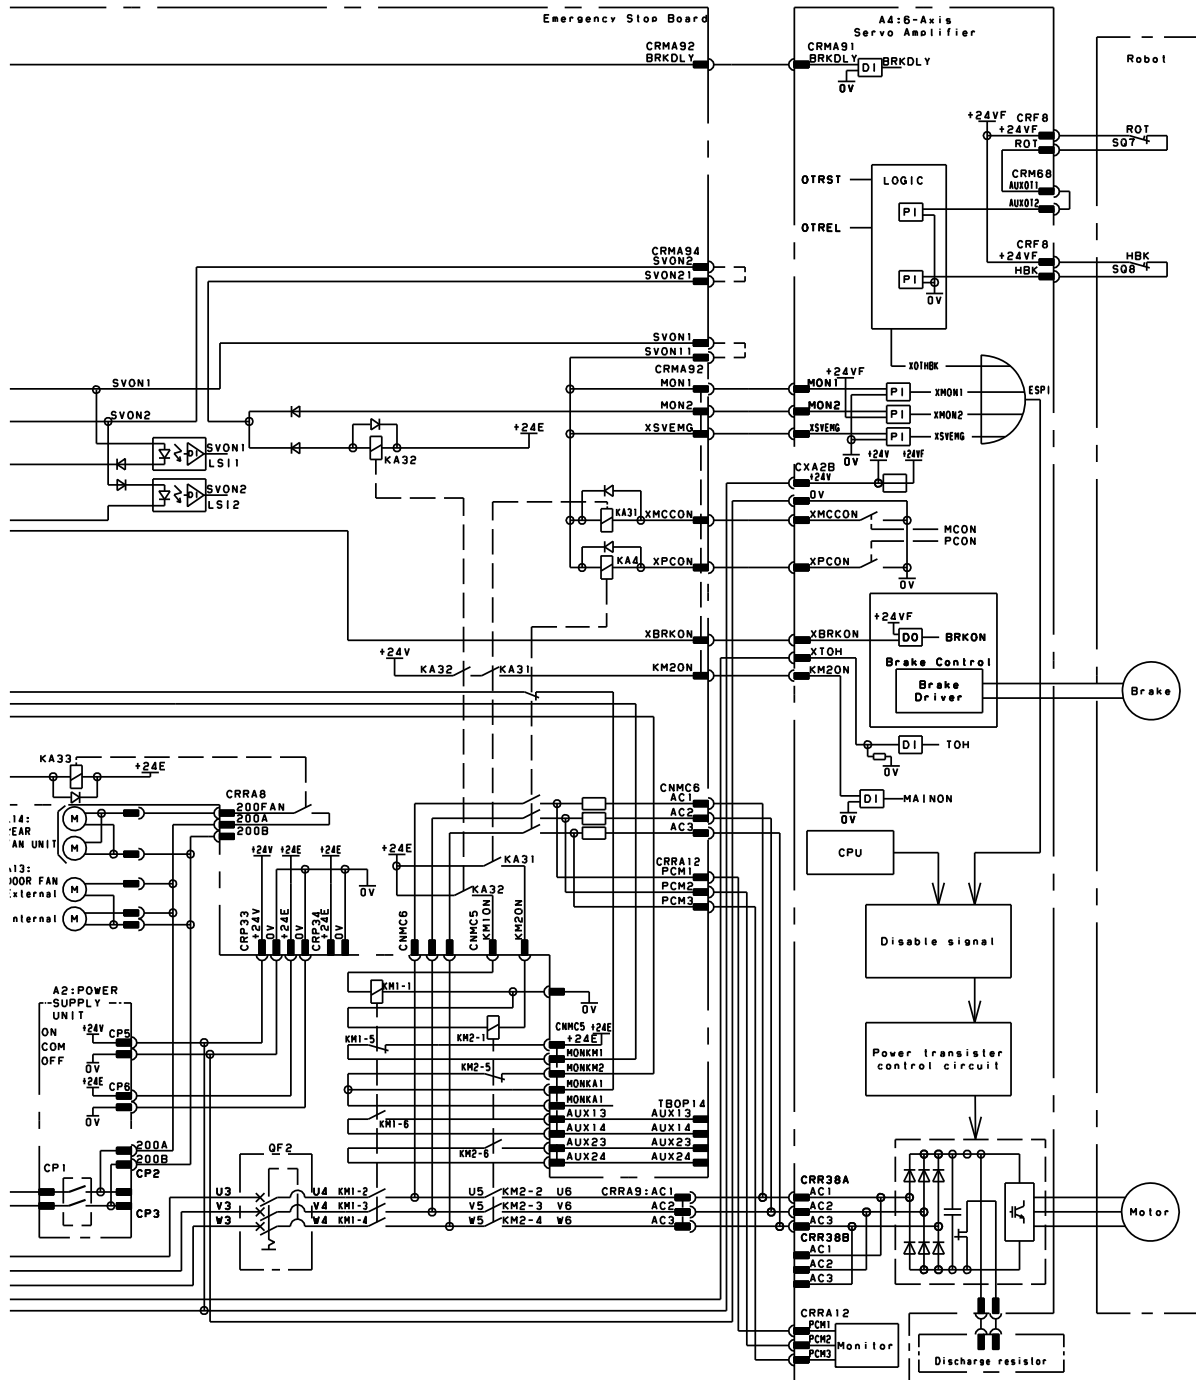 Emergency Stop Board
A4:6-Axis
Servo Amplifier
Robot
CRMA92
BRKDLY
CRMA91
BRKDLY
DI
BRKDLY
0V
+24VF
CRF8
+24VF
ROT
ROT
SQ7
CRM68
AUXOT1
AUXOT2
OTRST
LOGIC
PI
OTREL
CRF8
+24VF
HBK
HBK
SQ8
PI
0V
CRMA94
SVON2
SVON21
SVON1
SVON11
CRMA92
MON1
MON2
XSVEMG
SVON1
SVON2
SVON1
LSI1
DI
SVON2
LSI2
DI
KA32
+24E
XOTHBK
+24VF
MON1
PI
XMON1
ESPI
MON2
PI
XMON2
XSVEMG
PI
XSVEMG
0V
+24V
+24VF
CXA2B
+24V
0V
KA31
XMCCON
XMCCON
MCON
PCON
KA4
XPCON
XPCON
0V
+24VF
XBRKON
XBRKON
DO
BRKON
XTOH
Brake Control
Brake
Driver
Brake
+24V
KA32
KA31
KM2ON
KM2ON
DI
TOH
0V
DI
MAINON
0V
KA33
+24E
CRRA8
200FAN
200A
200B
M
M
M
M
A14:
REAR
FAN UNIT
A13:
DOOR FAN
External
Internal
+24V
+24E
+24E
0V
CRP33
+24V
0V
+24E
0V
CRP34
+24E
0V
CNMC6
AC1
AC2
AC3
+24E
KA31
KA32
CRRA12
PCM1
PCM2
PCM3
CNMC6
CNMC5
KM1ON
KM2ON
CPU
Disable signal
Power transister
control circuit
A2:POWER
SUPPLY
UNIT
ON
COM
OFF
+24V
CP5
0V
+24E
CP6
0V
KM1-1
0V
KM2-1
CNMC5
+24E
+24E
KM1-5
MONKM1
KM2-5
MONKM2
MONKA1
MONKA1
TBOP14
KM1-6
AUX13
AUX13
AUX14
AUX14
KM2-6
AUX23
AUX23
AUX24
AUX24
200A
200B
CP1
CP2
CP3
QF2
U3
U4
KM1-2
U5
KM2-2
U6
CRRA9:AC1
V3
V4
KM1-3
V5
KM2-3
V6
AC2
W3
W4
KM1-4
W5
KM2-4
W6
AC3
CRR38A
AC1
AC2
AC3
CRR38B
AC1
AC2
AC3
Motor
CRRA12
PCM1
PCM2
PCM3
Monitor
Discharge resistor